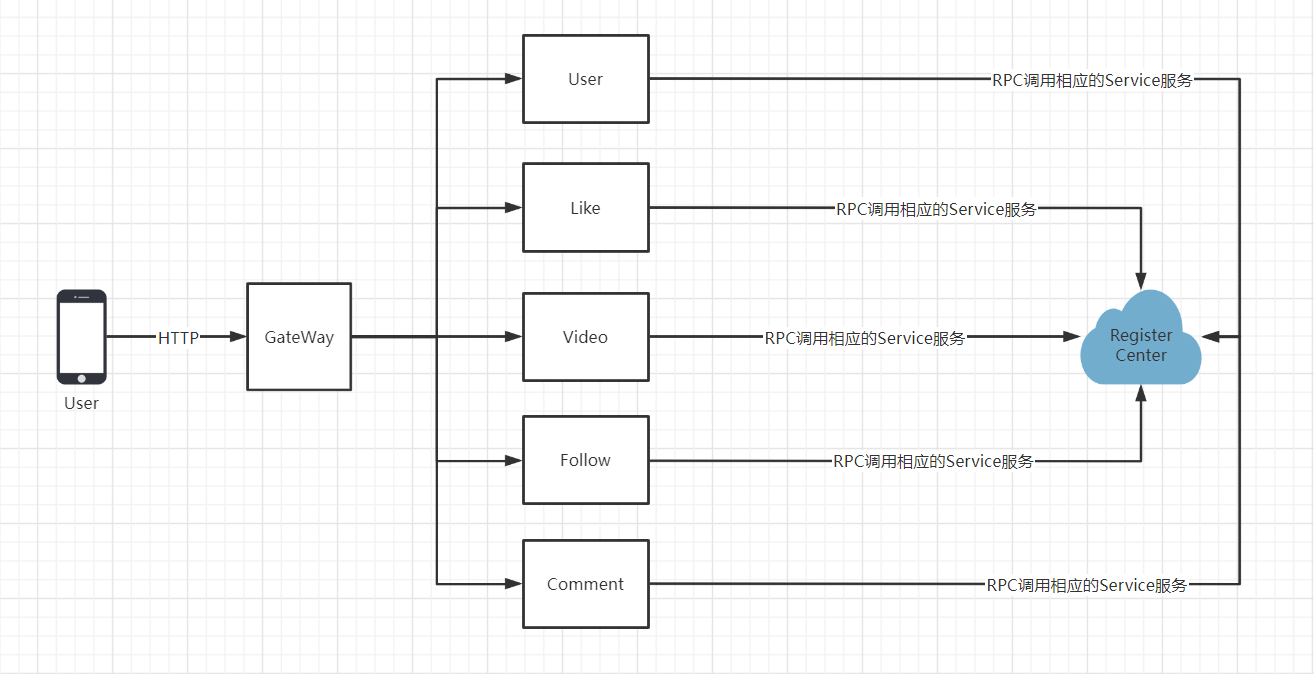 User
RPC调用相应的Service服务
Like
RPC调用相应的Service服务
HTTP
GateWay
Video
RPC调用相应的Service服务
Register
Center
User
Follow
RPC调用相应的Service服务
Comment
RPC调用相应的Service服务